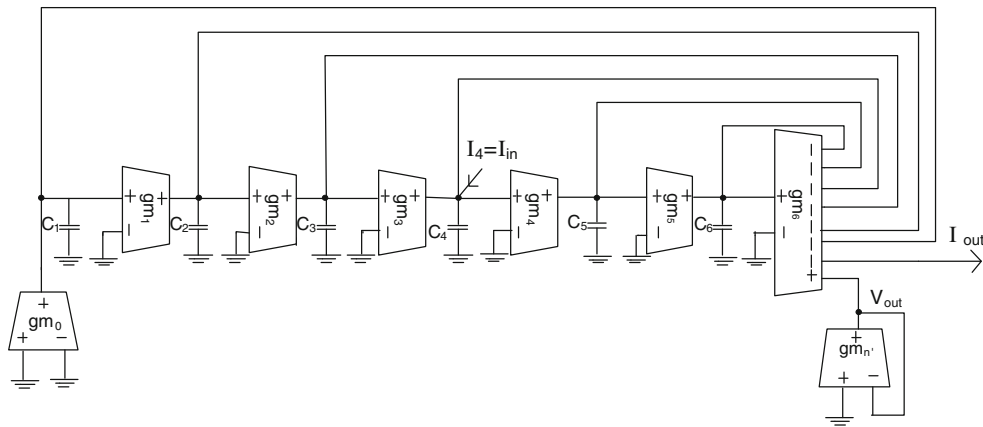 I4=Iin
C1
+
gm1
+
−
C2
+
gm2
+
−
C3
+
gm3
+
−
C4
+
gm4
+
−
C5
+
gm5
+
−
C6
+
gm6
−
+
I out
+
gm0
+ −
Vout
+
gmn'
+ −